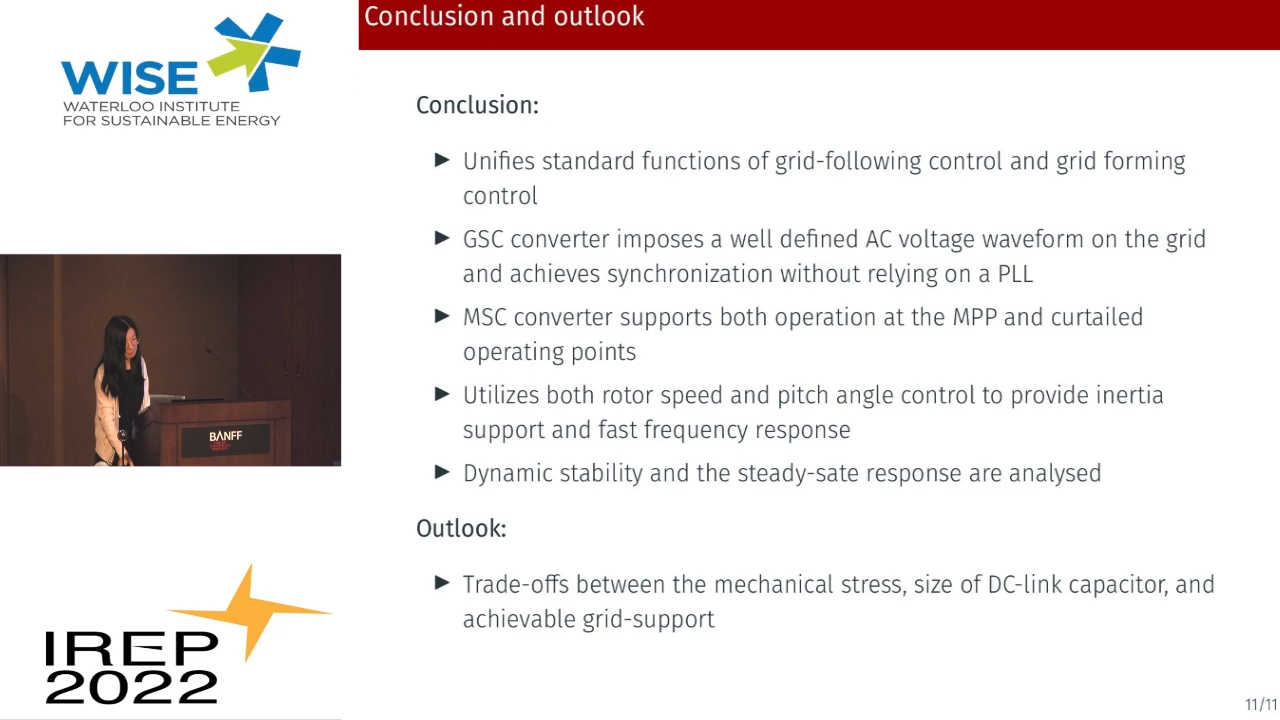 Conclusion and outlook
WISE
WATERLOO INSTITUTE
FOR SUSTAINABLE ENERGY
Conclusion:
► Unifies standard functions of grid-following control and grid forming
control
► GSC converter imposes a well defined AC voltage waveform on the grid
and achieves synchronization without relying on a PLL
► MSC converter supports both operation at the MPP and curtailed
operating points
► Utilizes both rotor speed and pitch angle control to provide inertia
support and fast frequency response
► Dynamic stability and the steady-sate response are analysed
Outlook:
► Trade-offs between the mechanical stress, size of DC-link capacitor, and
achievable grid-support
BANFF
IREP
2022
11/11